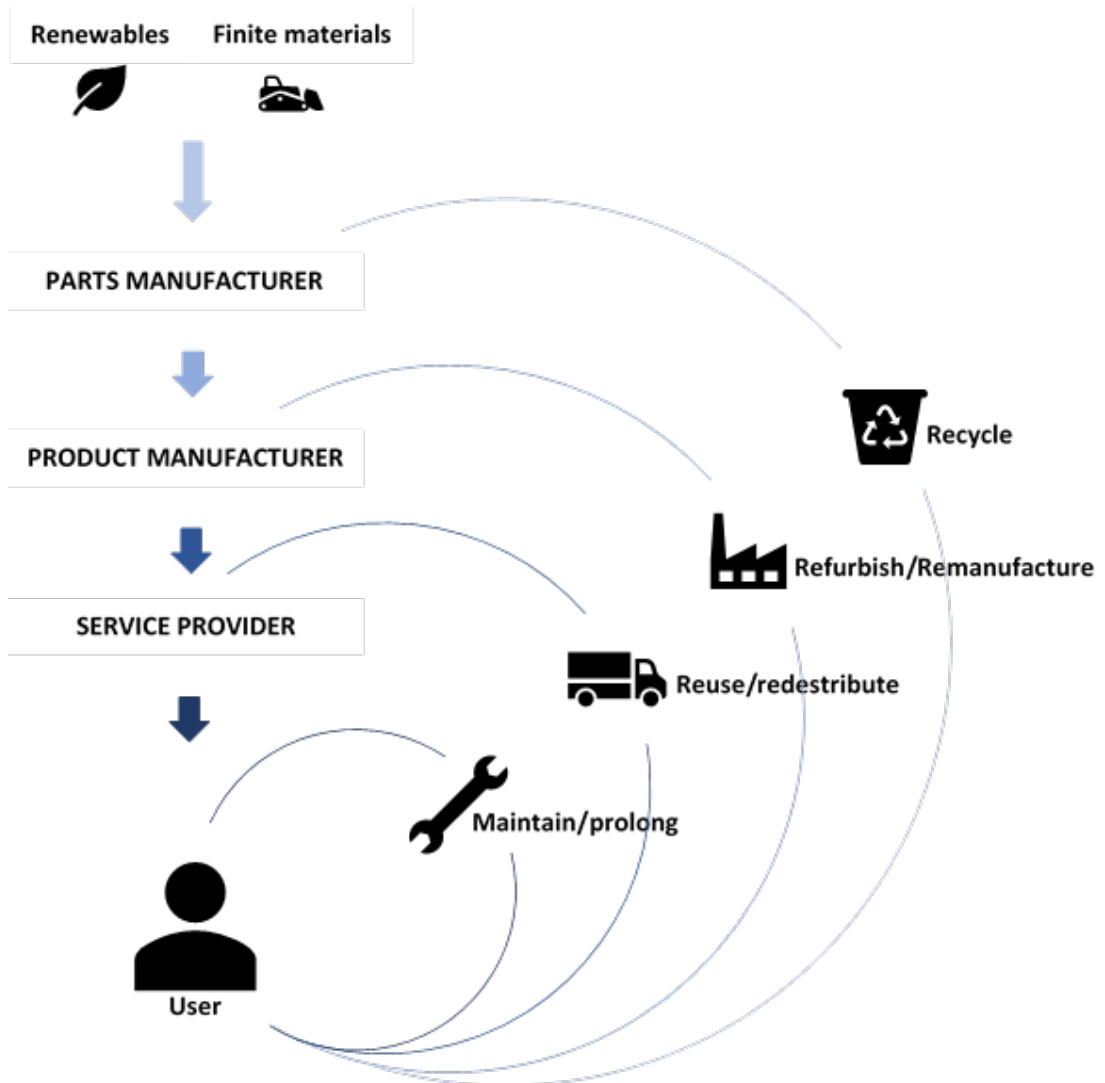 Renewables Finite materials
PARTS MANUFACTURER
Recycle
PRODUCT MANUFACTURER
Refurbish/Remanufacture
SERVICE PROVIDER
Reuse/redestribute
Maintain/prolong
User